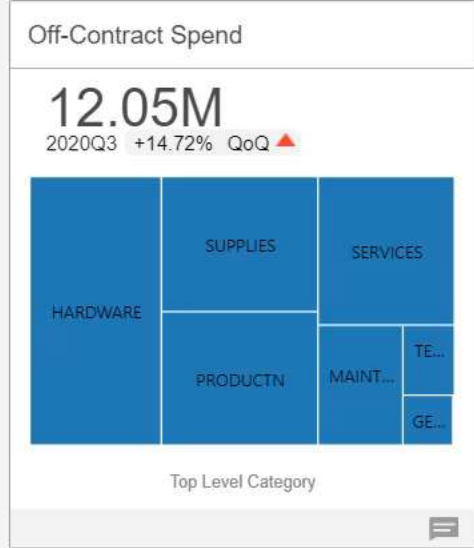 Off-Contract Spend
12.05M
2020Q3 +14.72% QoQ
SUPPLIES
SERVICES
HARDWARE
PRODUCTN
MAINT...
TE...
GE...
Top Level Category